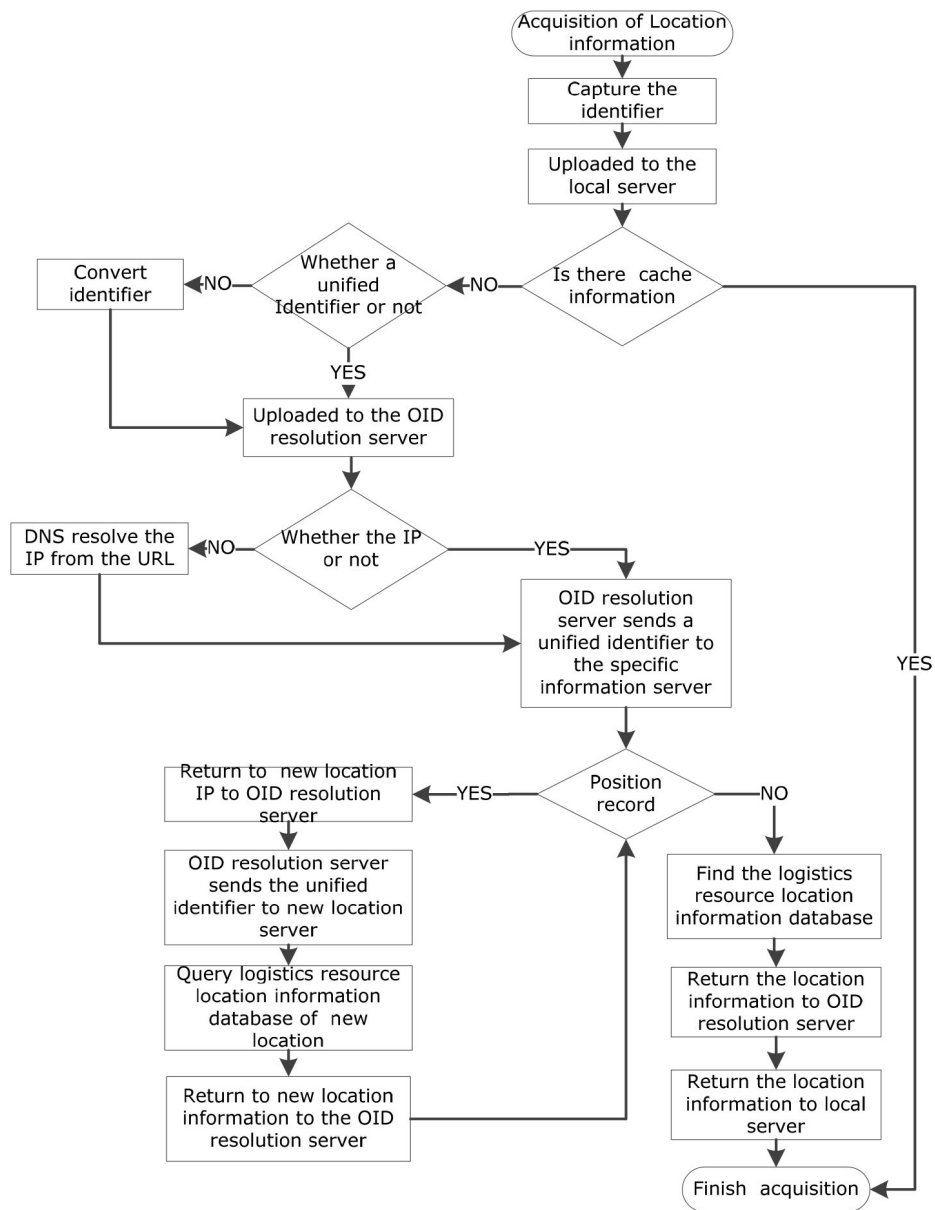 Acquisition of Location
information
Capture the
identifier
Uploaded to the
local server
Is there cache
information
NO
YES
Whether a
unified
Identifier or not
NO
YES
Convert
identifier
Uploaded to the OID
resolution server
Whether the IP
or not
NO
YES
DNS resolve the
IP from the URL
OID resolution
server sends a
unified identifier to
the specific
information server
Position
record
YES
NO
Return to new location
IP to OID resolution
server
OID resolution server
sends the unified
identifier to new location
server
Query logistics resource
location information
database of new
location
Return to new location
information to the OID
resolution server
Find the logistics
resource location
information database
Return the location
information to OID
resolution server
Return the location
information to local
server
Finish acquisition